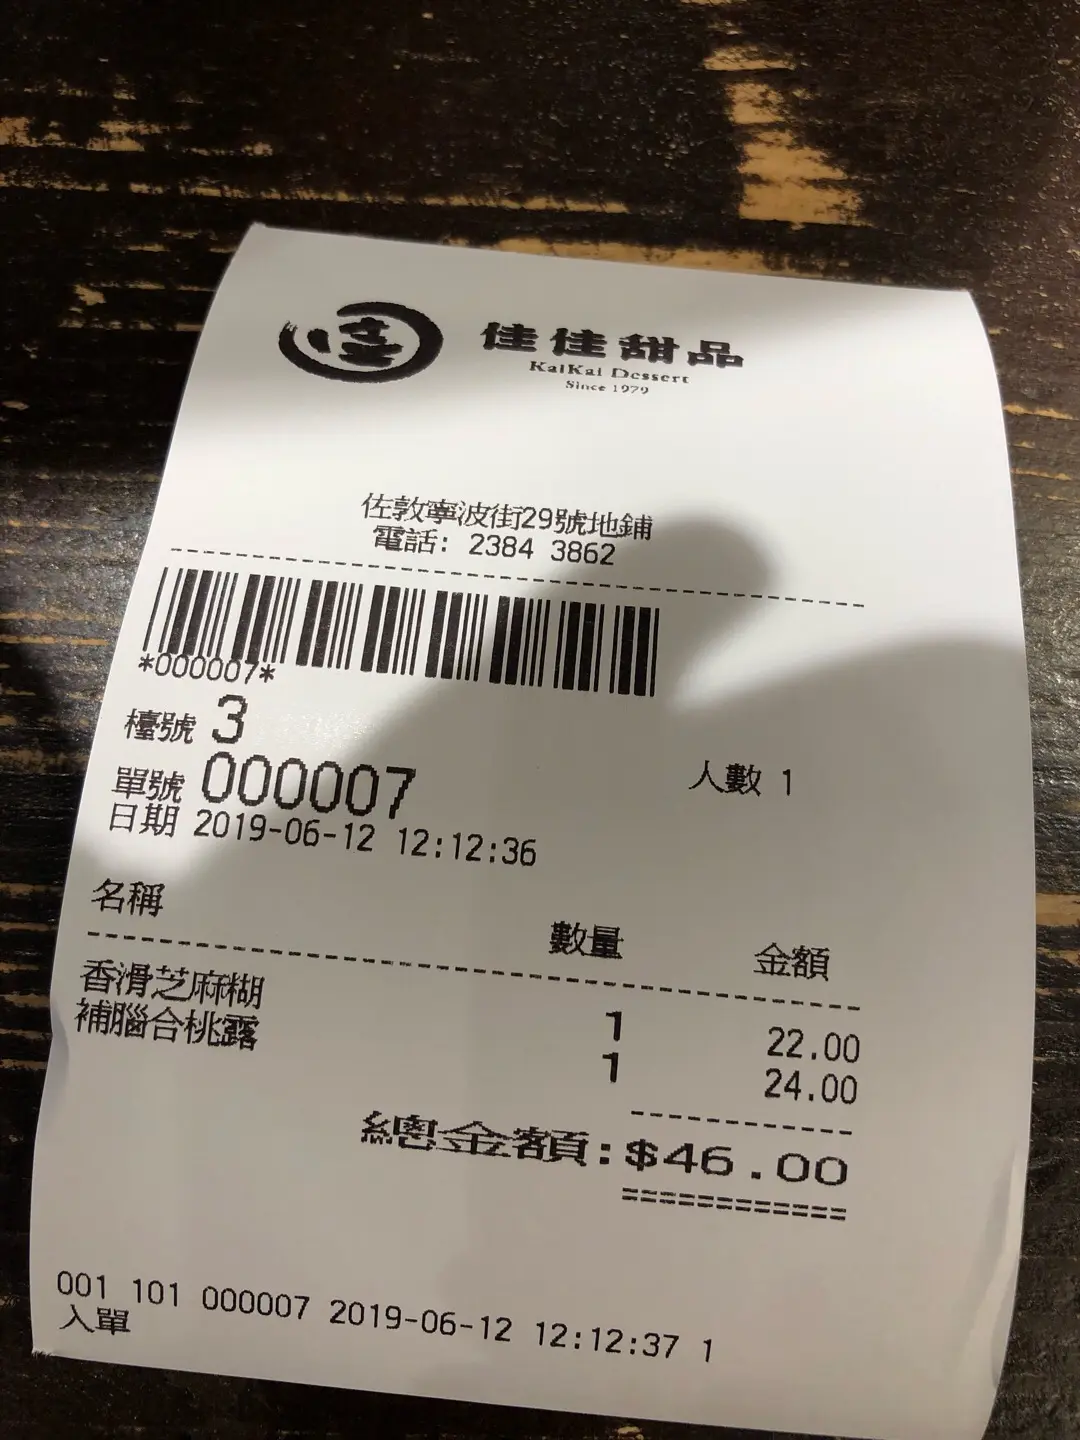 佳佳甜品
KaiKai Dessert
Since 1979
佐敦寧波街29號地鋪
電話: 2384 3862
*000007*
檯號 3
單號 000007 人數 1
日期 2019-06-12 12:12:36
名稱 數量 金額
香滑芝麻糊 1 22.00
補腦合桃露 1 24.00
總金額:$46.00
001 101 000007 2019-06-12 12:12:37 1
入單